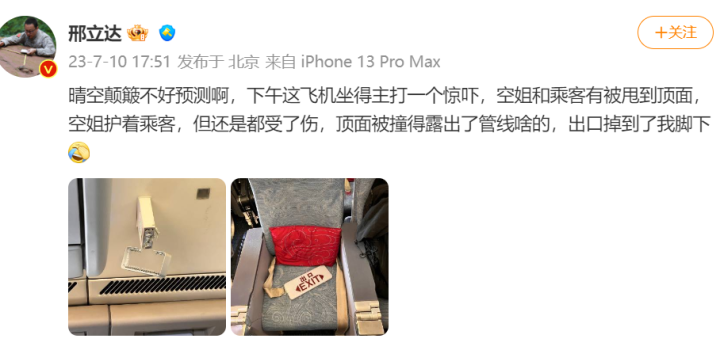 邢立达
+关注
23-7-10 17:51 发布于 北京 来自 iPhone 13 Pro Max
晴空颠簸不好预测啊，下午这飞机坐得主打一个惊吓，空姐和乘客有被甩到顶面，
空姐护着乘客，但还是都受了伤，顶面被撞得露出了管线啥的，出口掉到了我脚下
出口
EXIT